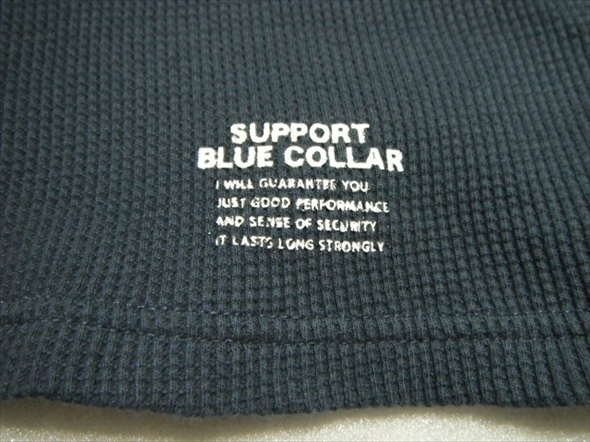 SUPPORT
BLUE COLLAR
I WILL GUARANTEE YOU
JUST GOOD PERFORMANCE
AND SENSE OF SECURITY
IT LASTS LONG STRONGLY